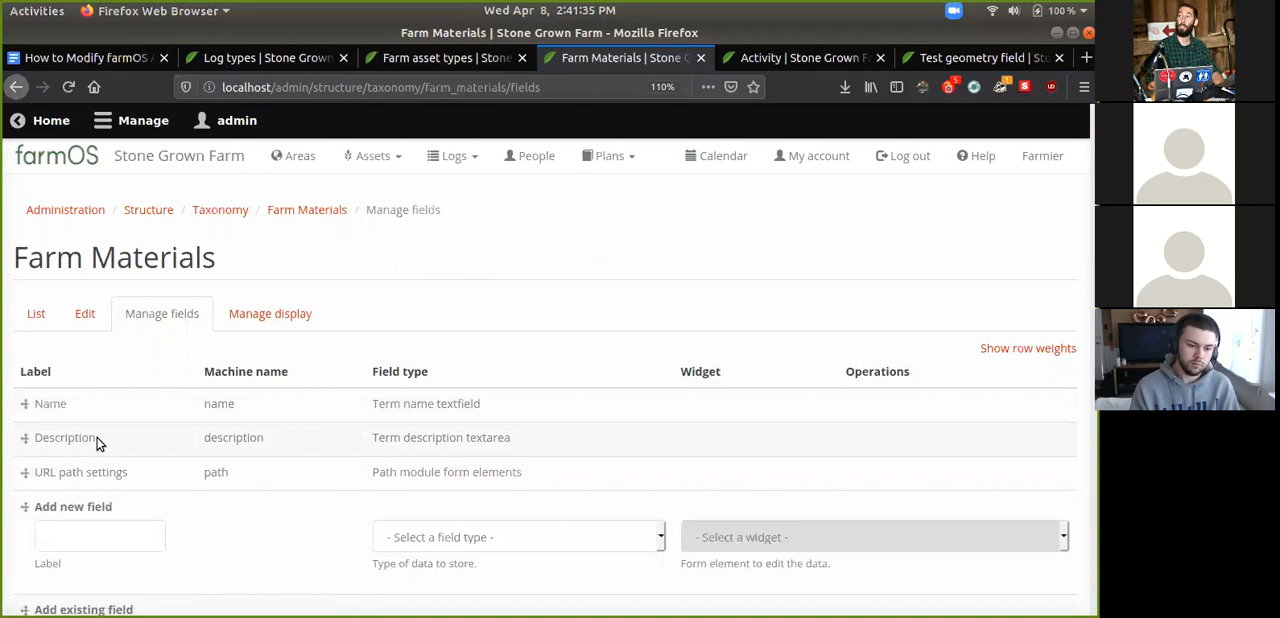 Activities Firefox Web Browser Wed Apr 8, 2:41:35 PM 100 %
Farm Materials | Stone Grown Farm - Mozilla Firefox
How to Modify farmOS Log types | Stone Grown Farm asset types | Stone Farm Materials | Stone G Activity | Stone Grown F Test geometry field | Sto
localhost/admin/structure/taxonomy/farm_materials/fields 110% 5 1 S
Home Manage admin
farmOS Stone Grown Farm Areas Assets Logs People Plans Calendar My account Log out Help Farmier
Administration / Structure / Taxonomy / Farm Materials / Manage fields
Farm Materials
List Edit Manage fields Manage display
Show row weights
Label Machine name Field type Widget Operations
Name name Term name textfield
Description description Term description textarea
URL path settings path Path module form elements
Add new field
- Select a field type - - Select a widget -
Label Type of data to store. Form element to edit the data.
Add existing field